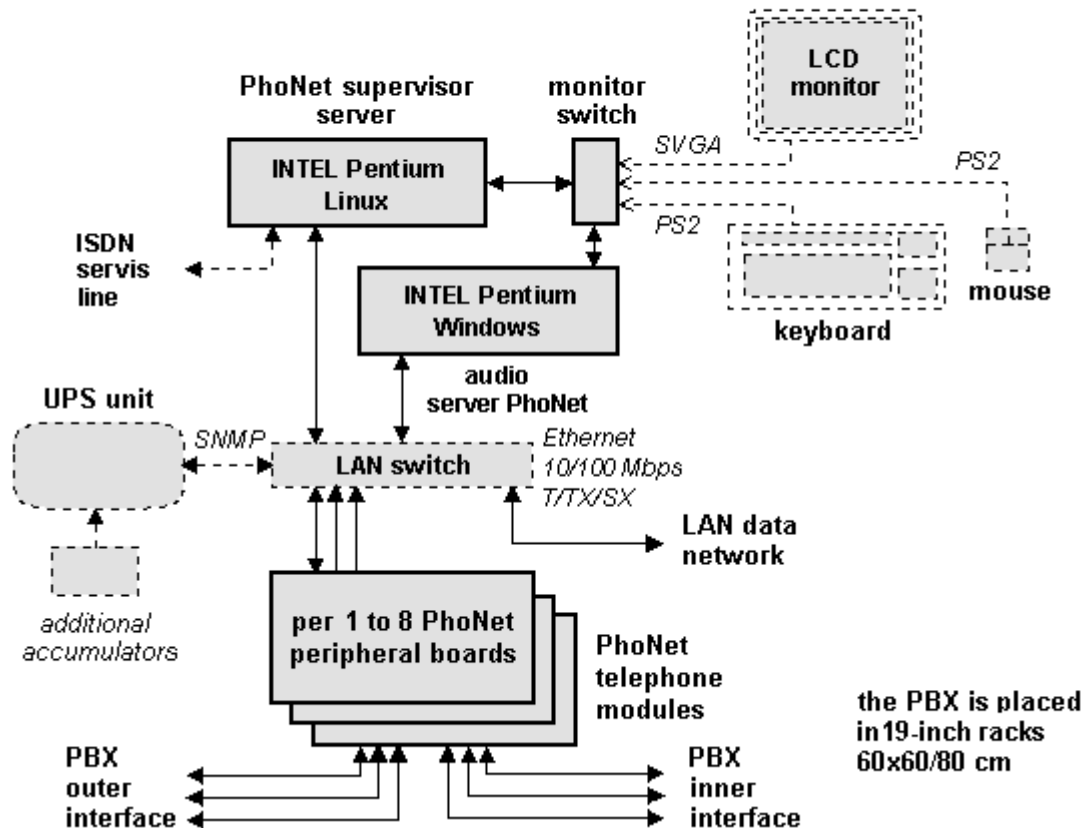 LCD
monitor
PhoNet supervisor
server
monitor
switch
SVGA
PS2
INTEL Pentium
Linux
PS2
ISDN
servis
line
INTEL Pentium
Windows
mouse
keyboard
audio
server PhoNet
UPS unit
SNMP
LAN switch
Ethernet
10/100 Mbps
T/TX/SX
LAN data
network
additional
accumulators
per 1 to 8 PhoNet
peripheral boards
PhoNet
telephone
modules
the PBX is placed
in19-inch racks
60x60/80 cm
PBX
outer
interface
PBX
inner
interface